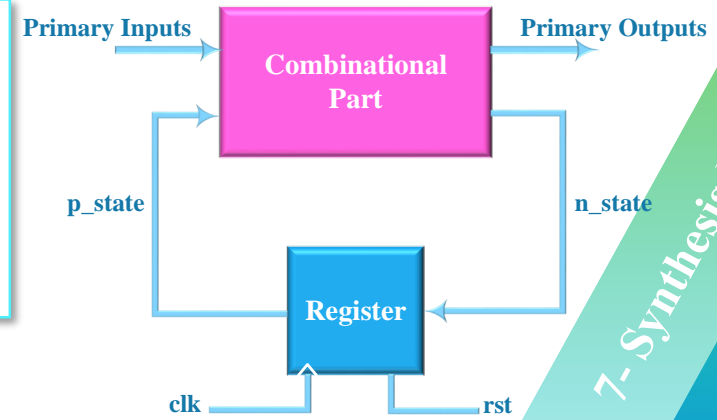 Primary Inputs
Primary Outputs
Combinational
Part
p_state
n_state
Register
clk
rst
7- Synthesis